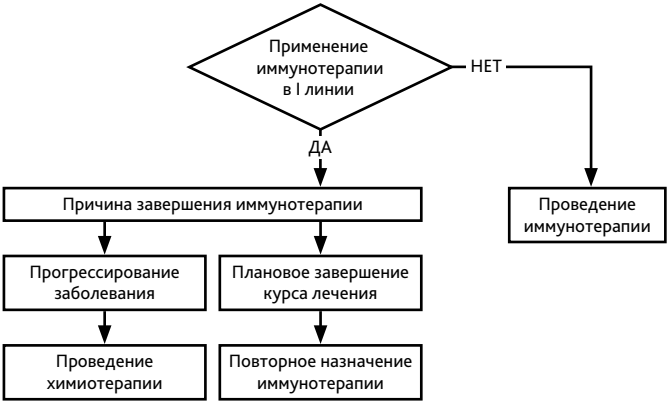 Применение
иммунотерапии
в I линии
НЕТ
ДА
Причина завершения иммунотерапии
Проведение
иммунотерапии
Прогрессирование
заболевания
Плановое завершение
курса лечения
Проведение
химиотерапии
Повторное назначение
иммунотерапии